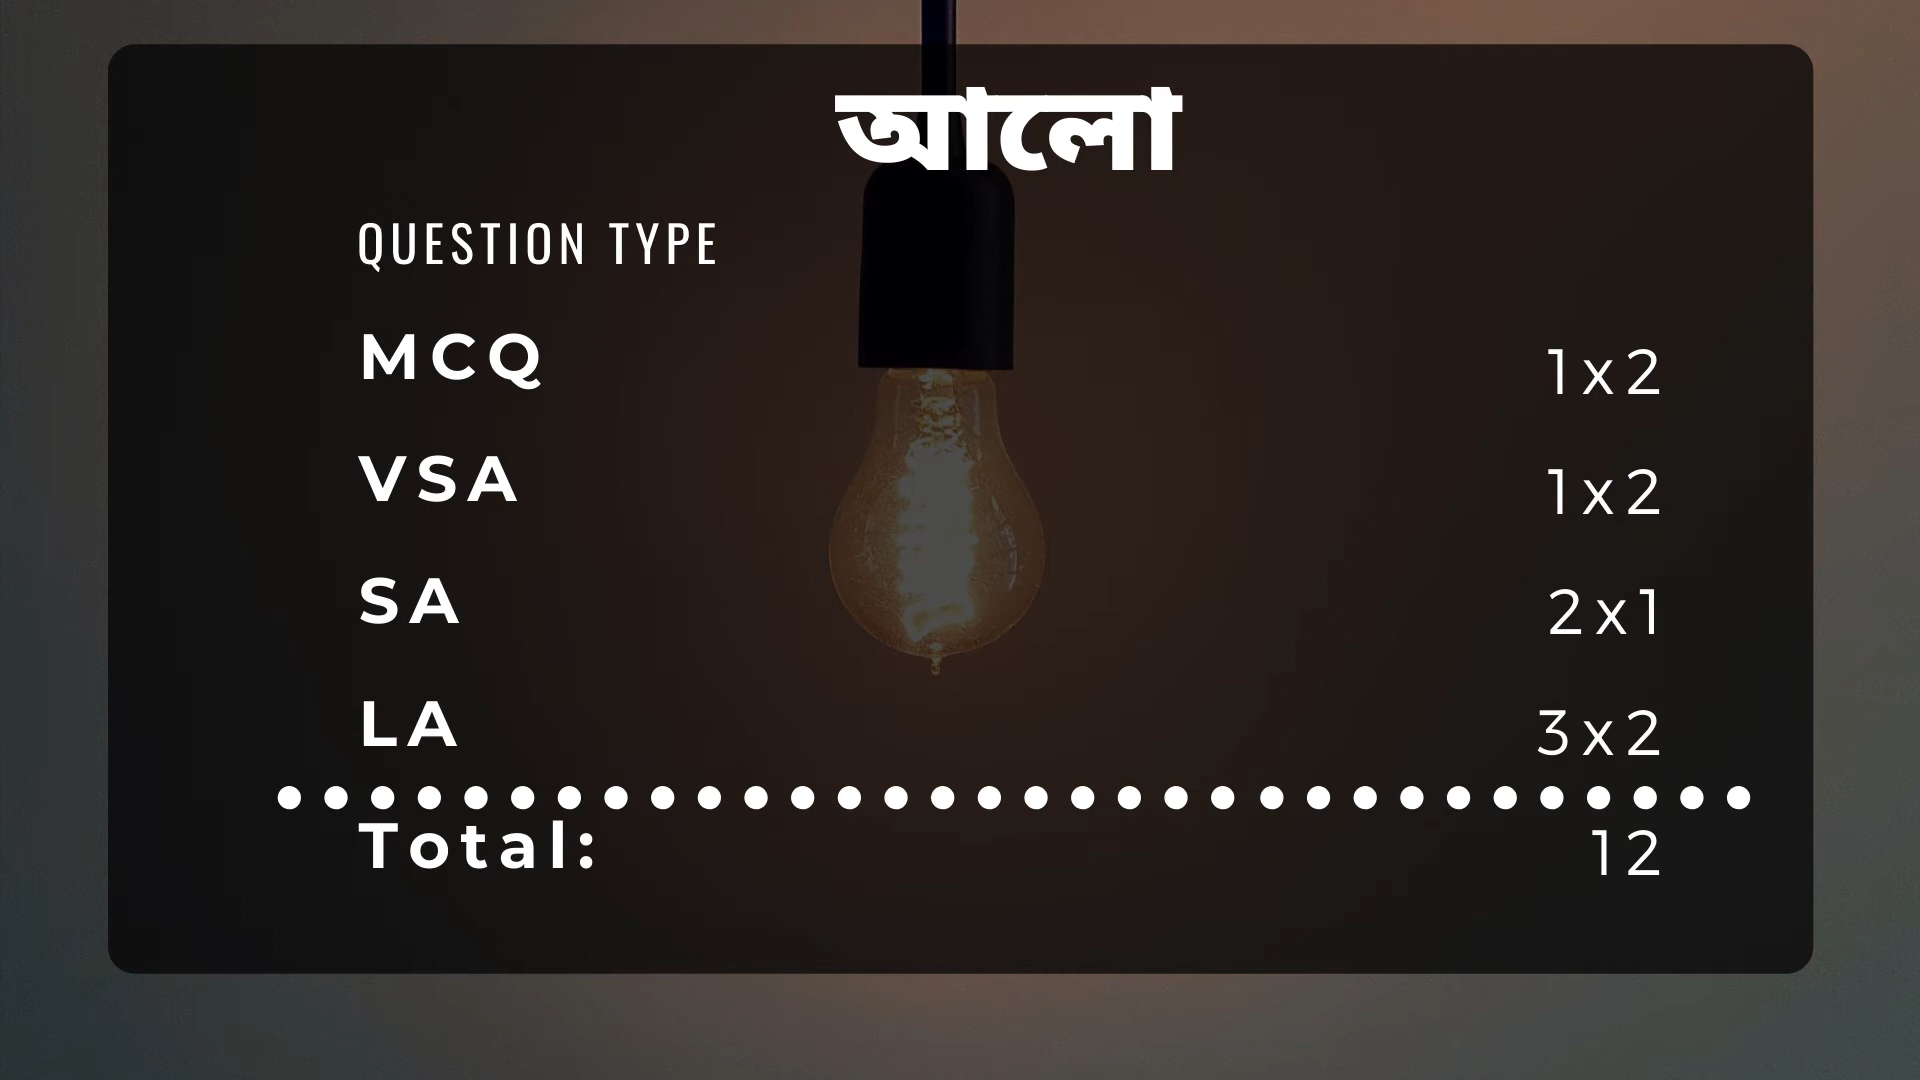 আলো
QUESTION TYPE
MCQ 1x2
VSA 1x2
SA 2x1
LA 3x2
Total: 12